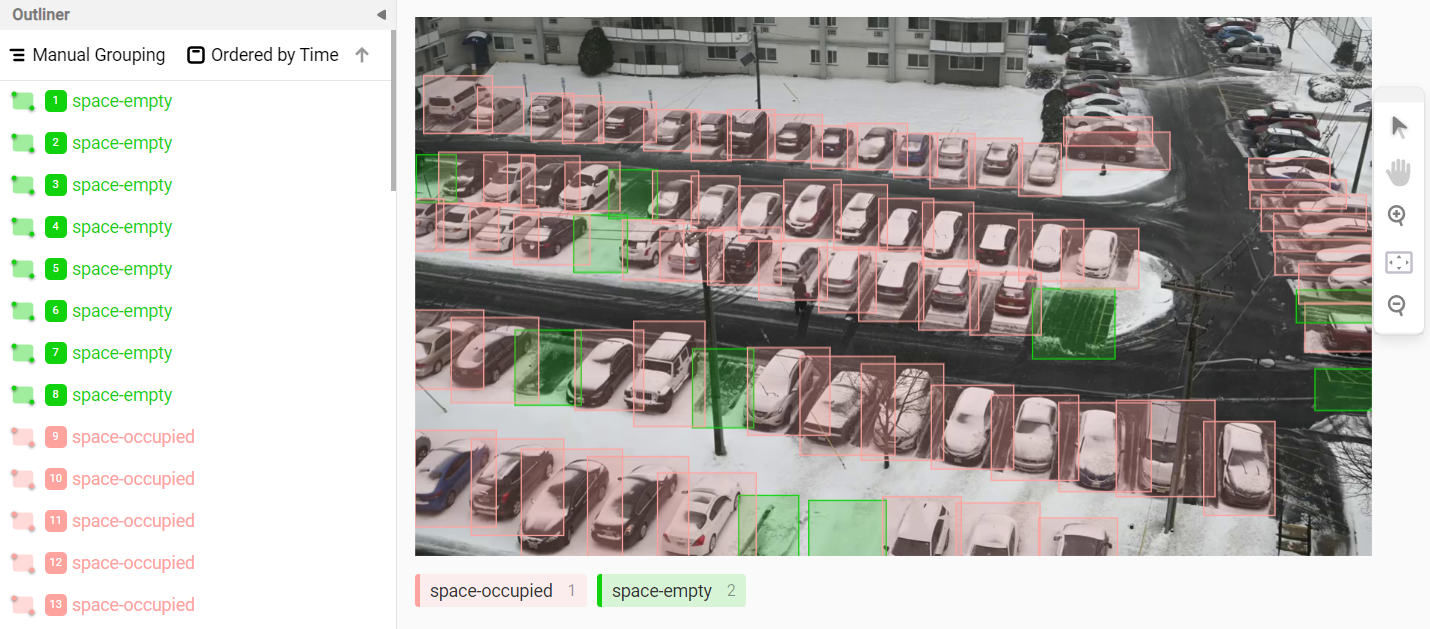 Outliner
Manual Grouping Ordered by Time
1 space-empty
2 space-empty
3 space-empty
4 space-empty
5 space-empty
6 space-empty
7 space-empty
8 space-empty
9 space-occupied
10 space-occupied
11 space-occupied
12 space-occupied
13 space-occupied
space-occupied 1 space-empty 2